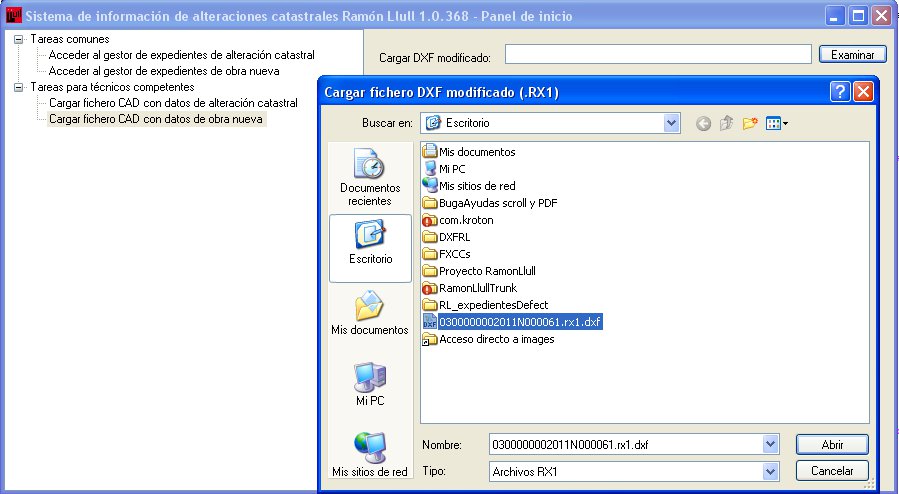 Sistema de información de alteraciones catastrales Ramón Llull 1.0.368 - Panel de inicio
Tareas comunes
Acceder al gestor de expedientes de alteración catastral
Acceder al gestor de expedientes de obra nueva
Tareas para técnicos competentes
Cargar fichero CAD con datos de alteración catastral
Cargar fichero CAD con datos de obra nueva
Cargar DXF modificado:
Examinar
Cargar fichero DXF modificado (.RX1)
Buscar en:
Escritorio
Documentos
recientes
Escritorio
Mis documentos
Mi PC
Mis sitios de red
Mis documentos
Mi PC
Mis sitios de red
BugaAyudas scroll y PDF
com.kroton
DXFRL
FXCCs
Proyecto RamonLlull
RamonLlullTrunk
RL_expedientesDefect
0300000002011N000061.rx1.dxf
Acceso directo a images
Nombre:
0300000002011N000061.rx1.dxf
Abrir
Tipo:
Archivos RX1
Cancelar